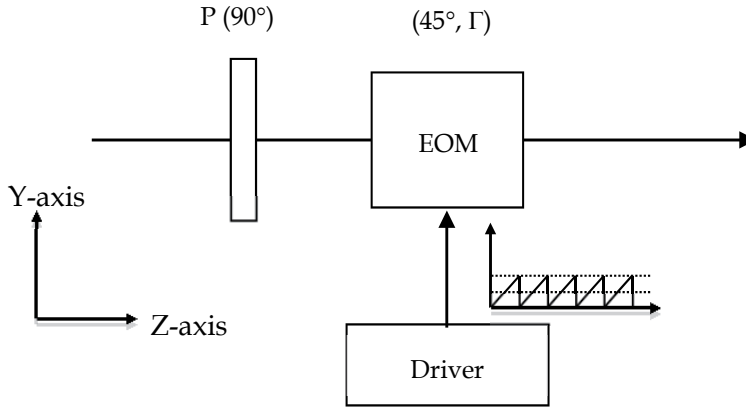 P (90°)
(45°, Γ)
EOM
Y-axis
Z-axis
Driver